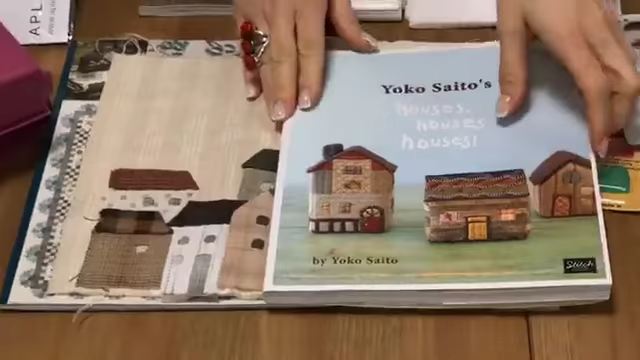 Yoko Saito's
houses,
houses
houses!
by Yoko Saito
Stitch